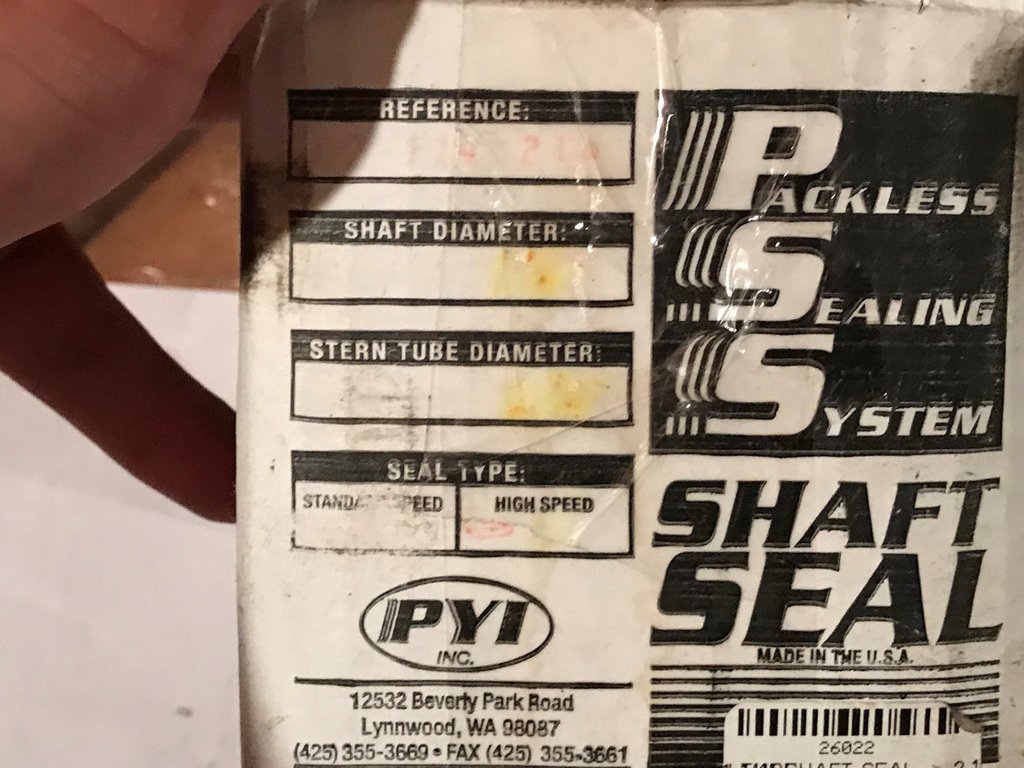 REFERENCE:
SHAFT DIAMETER:
STERN TUBE DIAMETER:
SEAL TYPE:
HIGH SPEED
PYI
INC.
12532 Beverly Park Road
Lynnwood, WA 98087
(425) 355-3669 • FAX (425) 355-3661
PACKLESS
SEALING
SYSTEM
SHAFT
SEAL
MADE IN THE U.S.A.
26022
SEAL